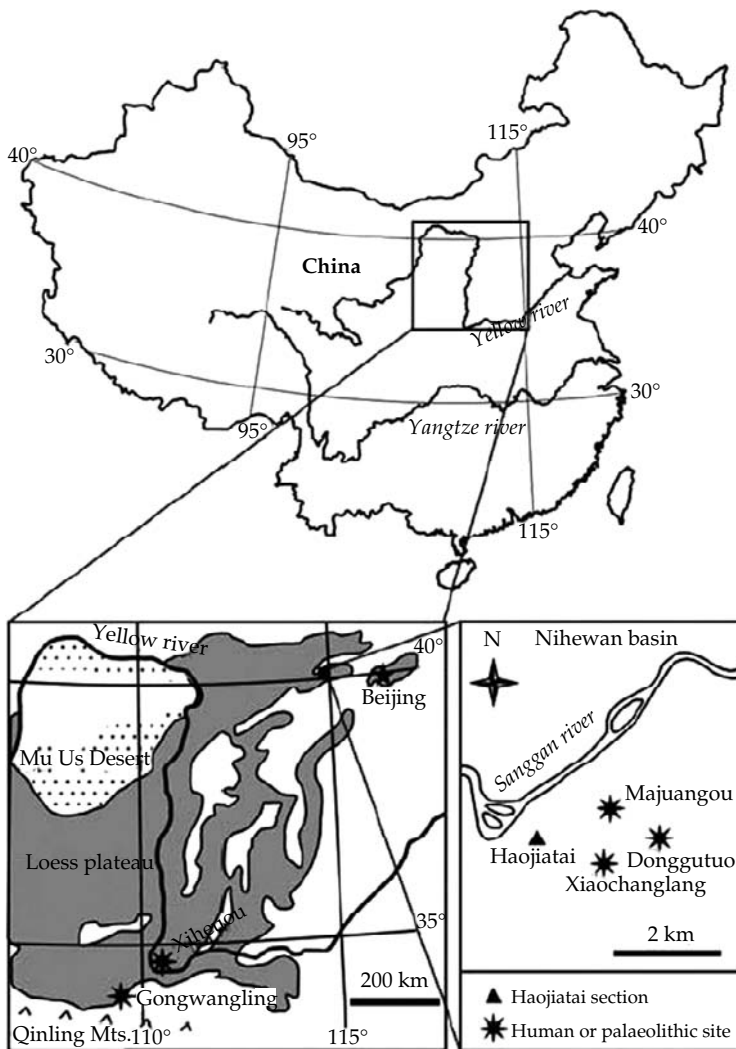 95°
115°
40°
40°
China
Yellow river
30°
30°
Yangtze river
95°
115°
Yellow river
40°
Beijing
Mu Us Desert
Loess plateau
Xihouou
35°
Gongwangling
200 km
Qinling Mts.
110°
115°
N
Nihewan basin
Sanggan river
Majuangou
Haojiatai
Donggutuo
Xiaochanglang
2 km
Haojiatai section
Human or palaeolithic site